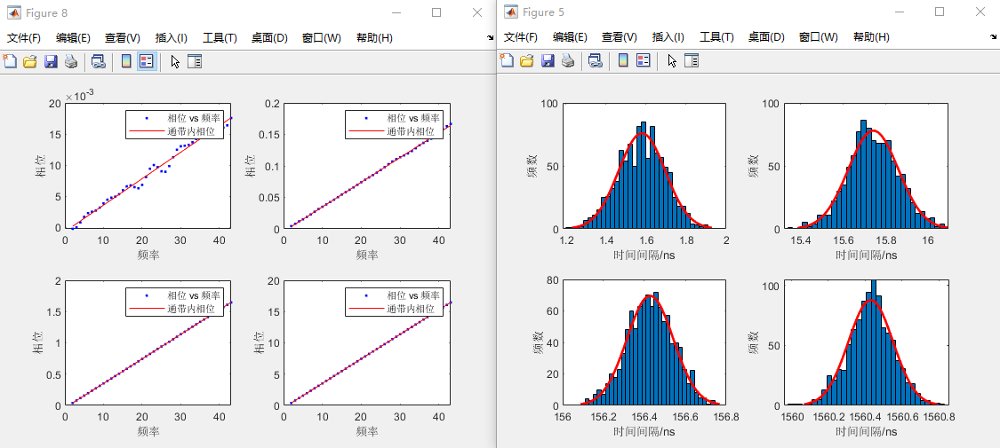 Figure 8
文件(F) 编辑(E) 查看(V) 插入(I) 工具(T) 桌面(D) 窗口(W) 帮助(H)
×10⁻³
20
15
10
5
0
相位
相位 vs 频率
通带内相位
0 10 20 30 40
频率
0.2
0.15
0.1
0.05
0
相位
相位 vs 频率
通带内相位
0 10 20 30 40
频率
2
1.5
1
0.5
0
相位
相位 vs 频率
通带内相位
0 10 20 30 40
频率
20
15
10
5
0
相位
相位 vs 频率
通带内相位
0 10 20 30 40
频率
Figure 5
文件(F) 编辑(E) 查看(V) 插入(I) 工具(T) 桌面(D) 窗口(W) 帮助(H)
100
50
0
频数
1.2 1.4 1.6 1.8 2
时间间隔/ns
100
50
0
频数
15.4 15.6 15.8 16
时间间隔/ns
80
60
40
20
0
频数
156 156.2 156.4 156.6 156.8
时间间隔/ns
100
50
0
频数
1560 1560.2 1560.4 1560.6 1560.8
时间间隔/ns